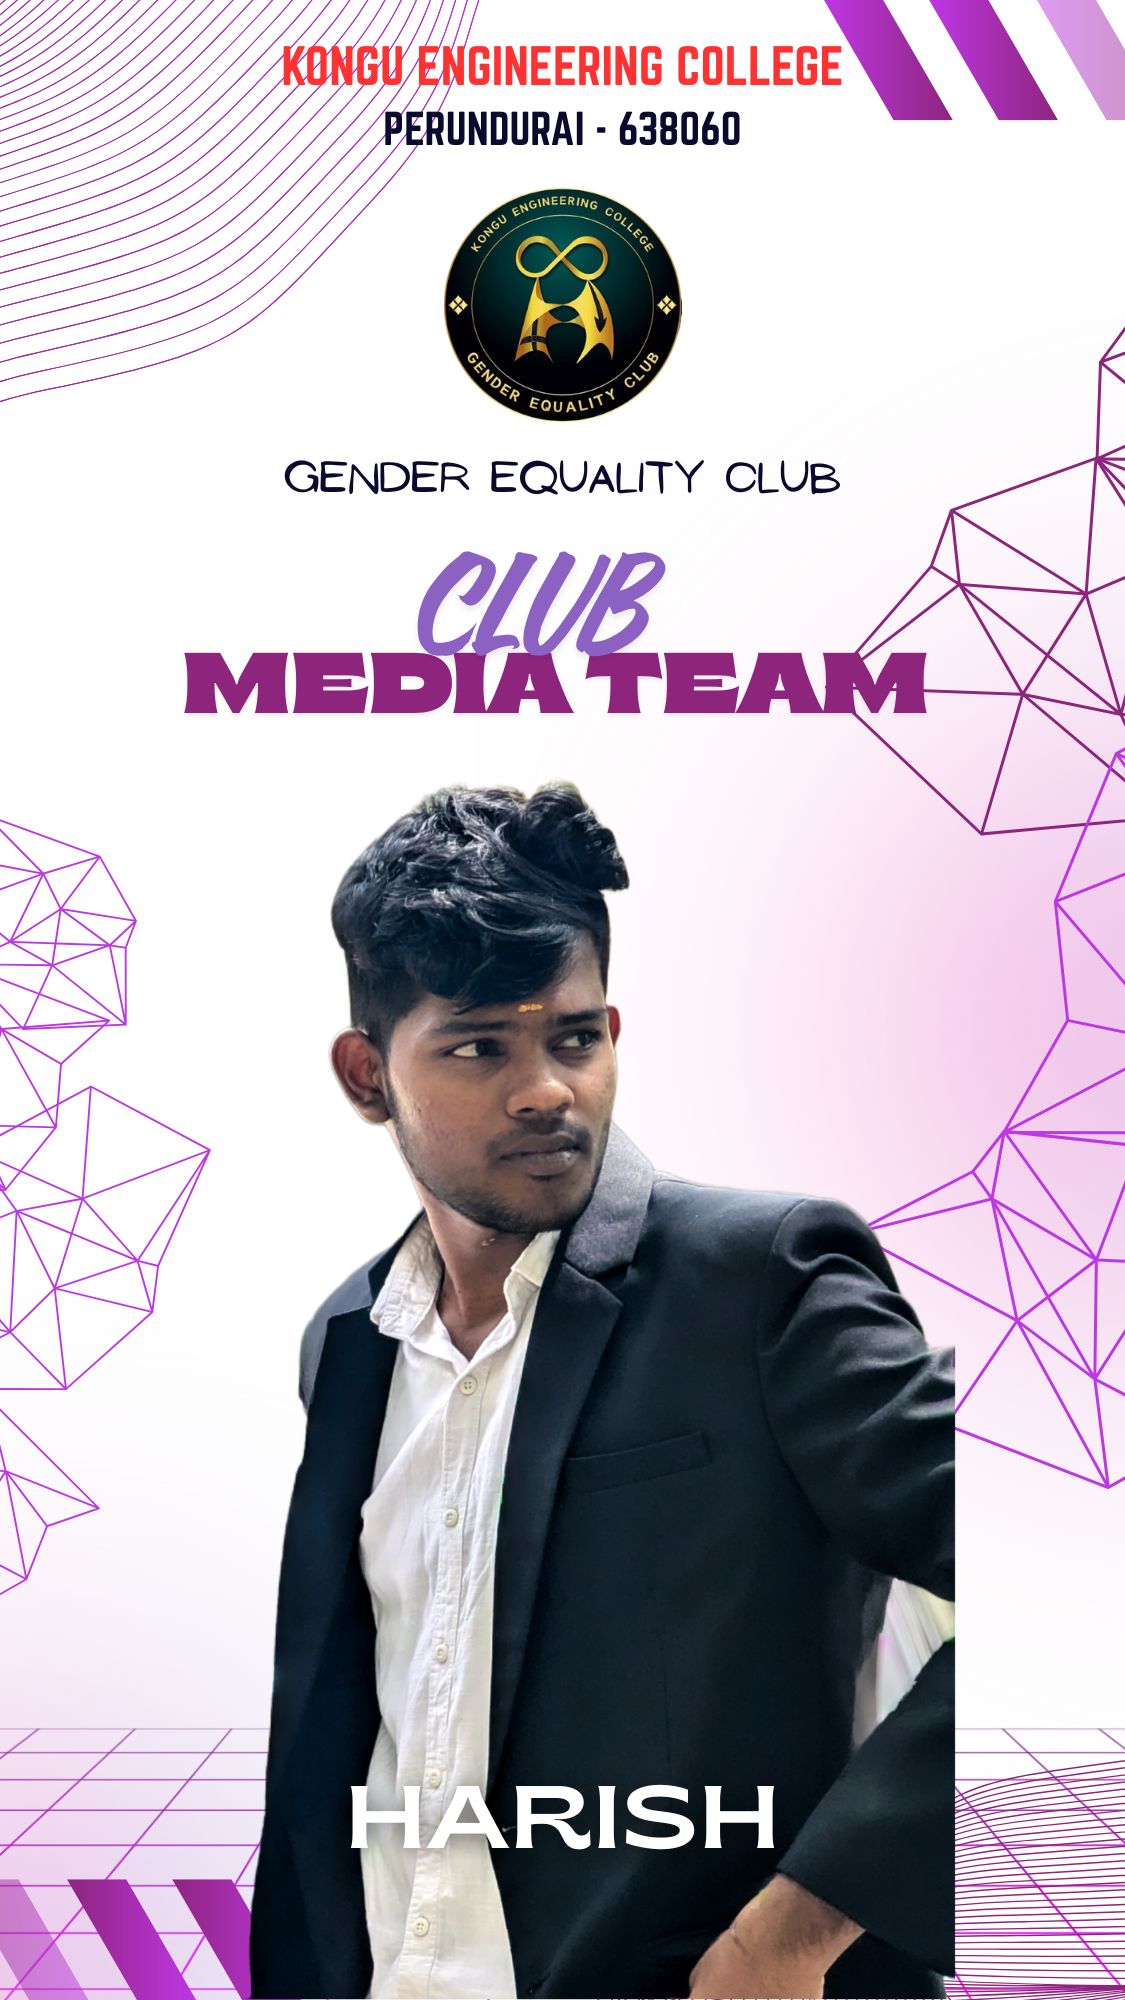 KONGU ENGINEERING COLLEGE
PERUNDURAI - 638060
KONGU ENGINEERING COLLEGE
GENDER EQUALITY CLUB
GENDER EQUALITY CLUB
CLUB
MEDIA TEAM
HARISH